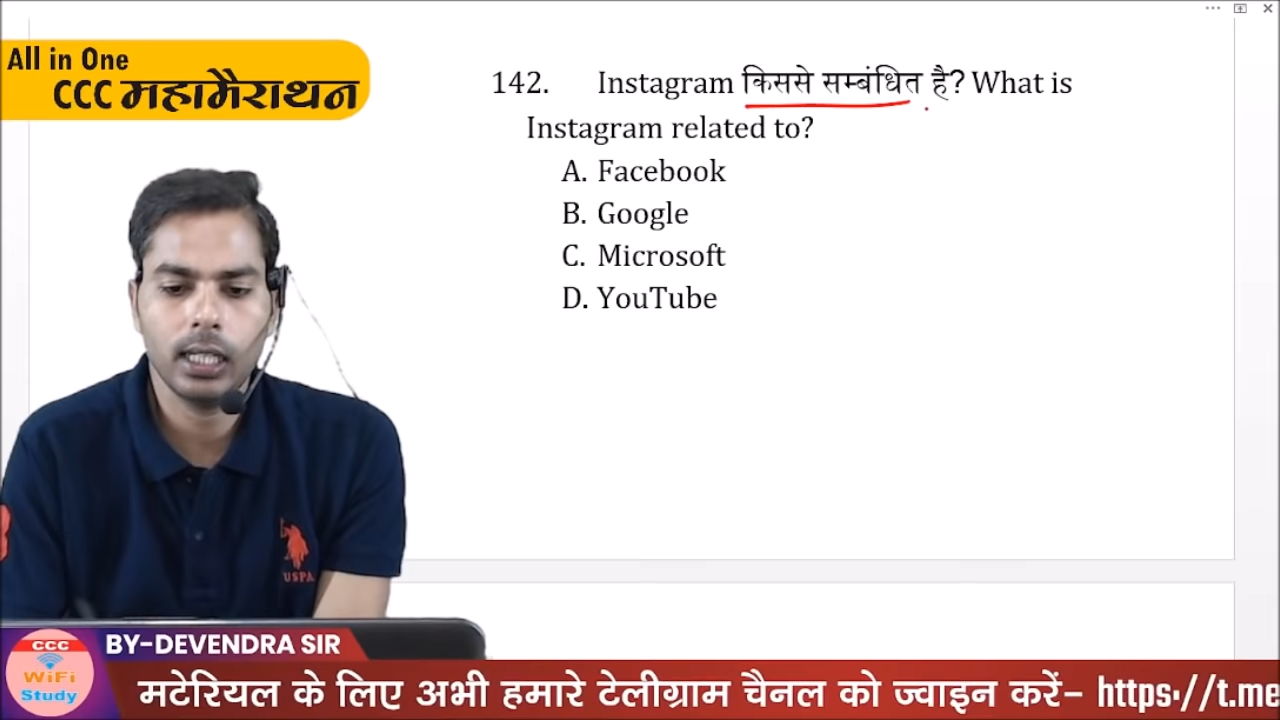 All in One
CCC महामैराथन
142. Instagram किससे सम्बंधित है? What is
Instagram related to?
A. Facebook
B. Google
C. Microsoft
D. YouTube
USPA
CCC
WiFi
Study
BY-DEVENDRA SIR
मटेरियल के लिए अभी हमारे टेलीग्राम चैनल को ज्वाइन करें– https://t.me